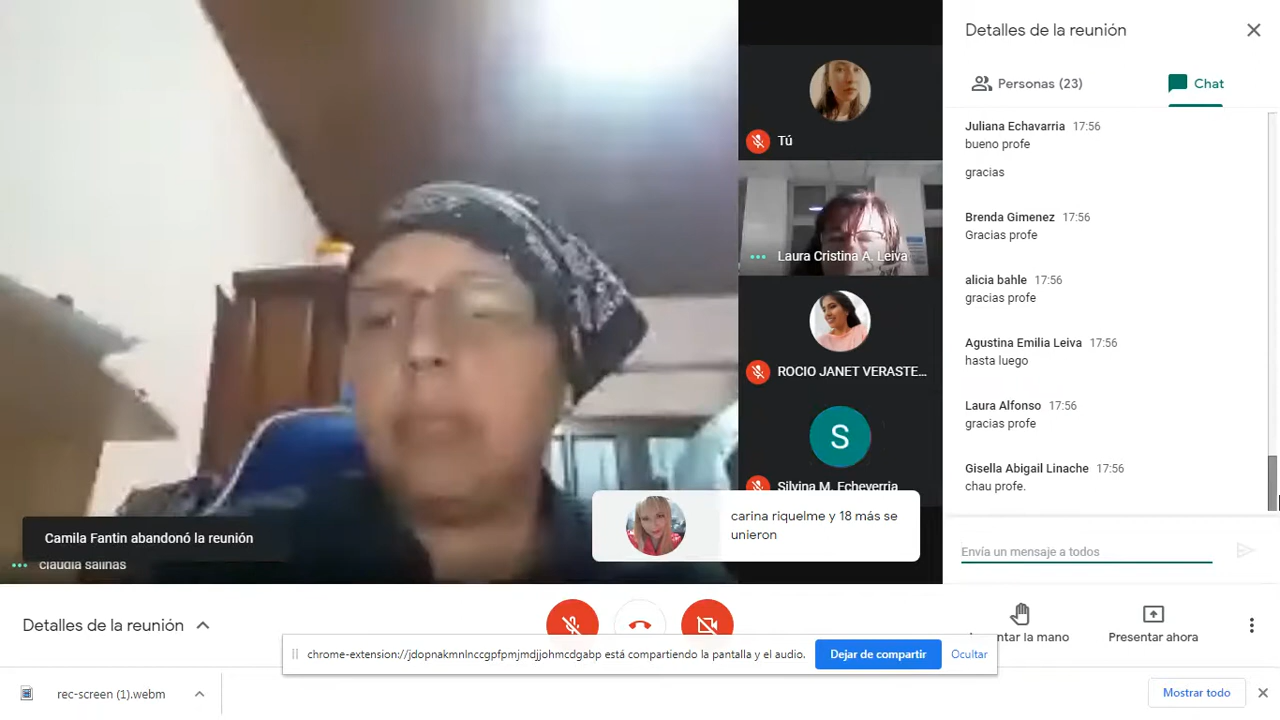 Detalles de la reunión
Personas (23)
Chat
Juliana Echavarria 17:56
bueno profe
gracias
Brenda Gimenez 17:56
Gracias profe
alicia bahle 17:56
gracias profe
Agustina Emilia Leiva 17:56
hasta luego
Laura Alfonso 17:56
gracias profe
Gisella Abigail Linache 17:56
chau profe.
Envía un mensaje a todos
Tú
Laura Cristina A. Leiva
ROCIO JANET VERASTE...
S
Silvina M. Echeverria
carina riquelme y 18 más se
unieron
Camila Fantin abandonó la reunión
claudia salinas
Detalles de la reunión
ntar la mano
Presentar ahora
chrome-extension://jdopnakmnlnccgpfpmjmdjjohmcdgabp está compartiendo la pantalla y el audio.
Dejar de compartir
Ocultar
rec-screen (1).webm
Mostrar todo